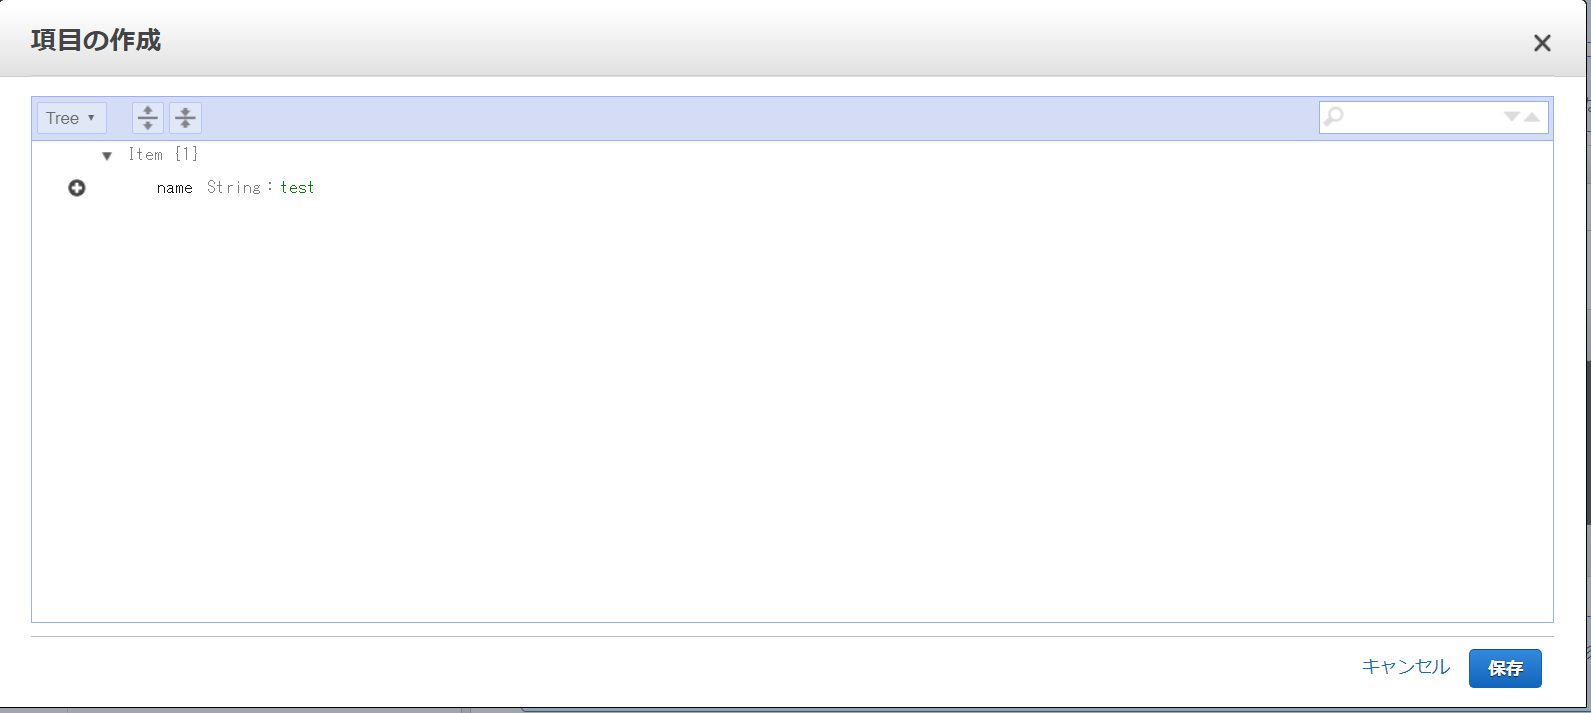 項目の作成
Tree
Item {1}
name String : test
キャンセル 保存